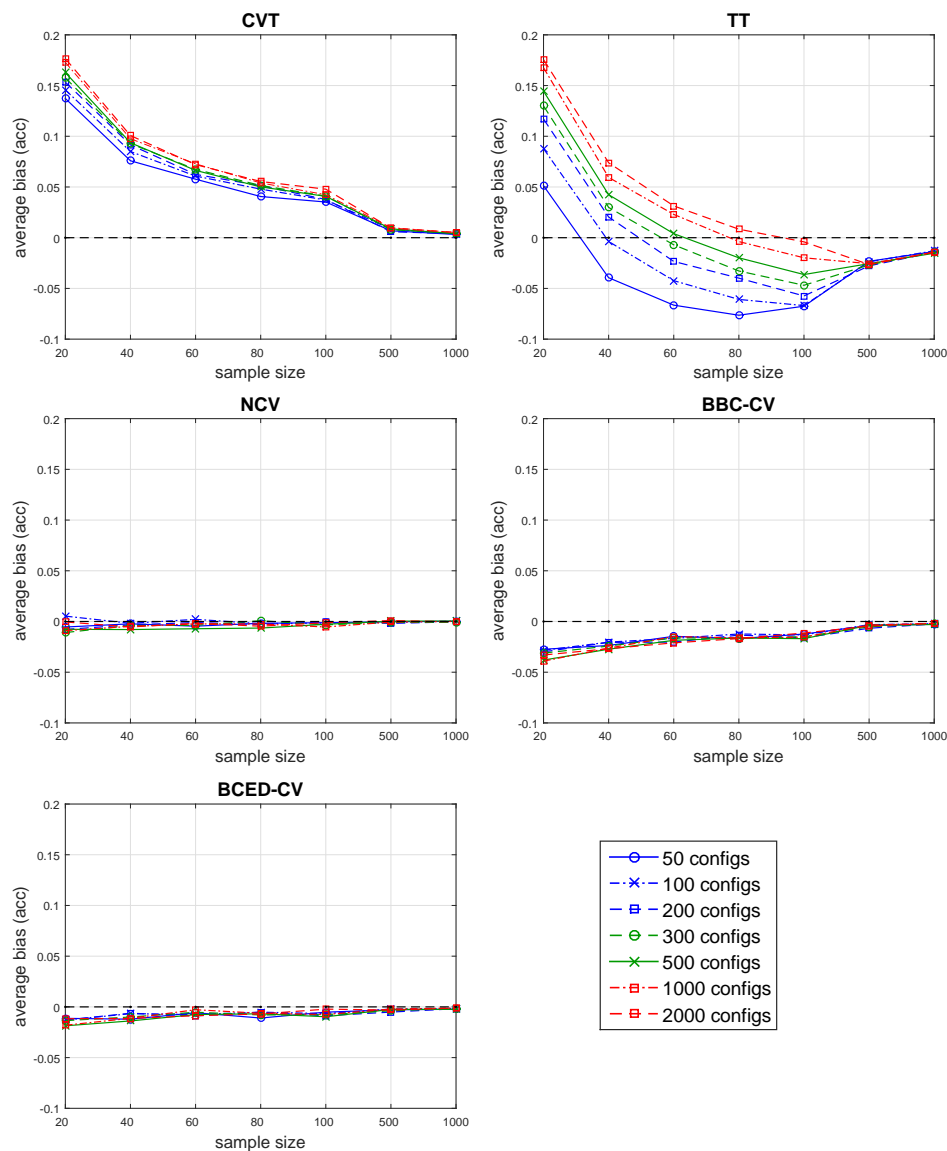 CVT
0.2
0.15
0.1
0.05
0
-0.05
-0.1
average bias (acc)
20 40 60 80 100 500 1000
sample size
TT
0.2
0.15
0.1
0.05
0
-0.05
-0.1
average bias (acc)
20 40 60 80 100 500 1000
sample size
NCV
0.2
0.15
0.1
0.05
0
-0.05
-0.1
average bias (acc)
20 40 60 80 100 500 1000
sample size
BBC-CV
0.2
0.15
0.1
0.05
0
-0.05
-0.1
average bias (acc)
20 40 60 80 100 500 1000
sample size
BCED-CV
0.2
0.15
0.1
0.05
0
-0.05
-0.1
average bias (acc)
20 40 60 80 100 500 1000
sample size
50 configs
100 configs
200 configs
300 configs
500 configs
1000 configs
2000 configs